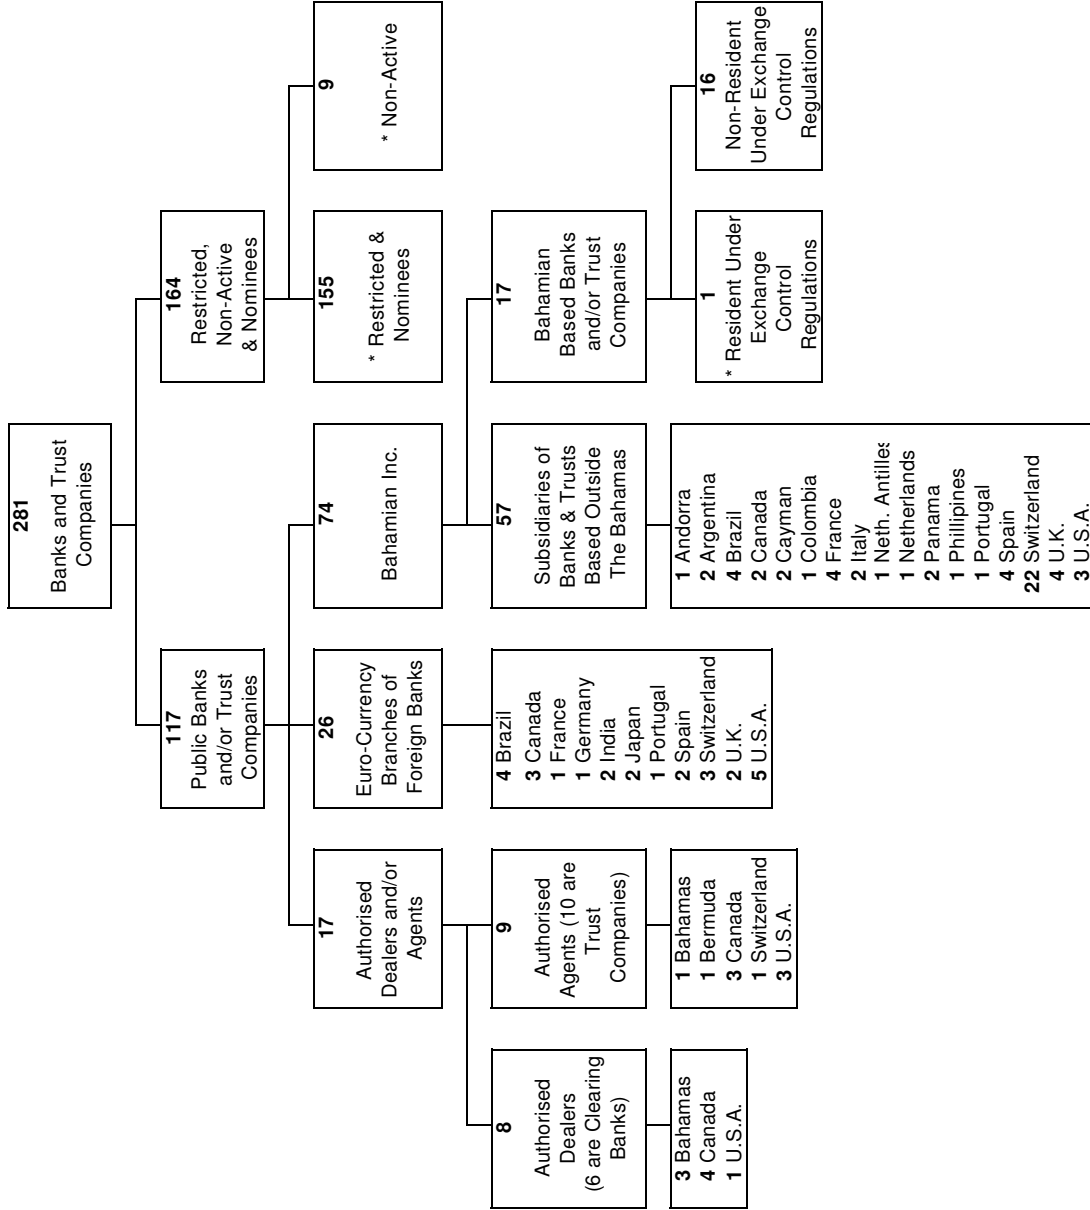 281
Banks and Trust
Companies
117
Public Banks
and/or Trust
Companies
164
Restricted,
Non-Active
& Nominees
17
Authorised
Dealers and/or
Agents
26
Euro-Currency
Branches of
Foreign Banks
74
Bahamian Inc.
155
* Restricted &
Nominees
9
* Non-Active
8
Authorised
Dealers
(6 are Clearing
Banks)
9
Authorised
Agents (10 are
Trust
Companies)
4 Brazil
3 Canada
1 France
1 Germany
2 India
2 Japan
1 Portugal
2 Spain
3 Switzerland
2 U.K.
5 U.S.A.
57
Subsidiaries of
Banks & Trusts
Based Outside
The Bahamas
17
Bahamian
Based Banks
and/or Trust
Companies
3 Bahamas
4 Canada
1 U.S.A.
1 Bahamas
1 Bermuda
3 Canada
1 Switzerland
3 U.S.A.
1 Andorra
2 Argentina
4 Brazil
2 Canada
2 Cayman
1 Colombia
4 France
2 Italy
1 Neth. Antilles
1 Netherlands
2 Panama
1 Phillipines
1 Portugal
4 Spain
22 Switzerland
4 U.K.
3 U.S.A.
1
* Resident Under
Exchange
Control
Regulations
16
Non-Resident
Under Exchange
Control
Regulations